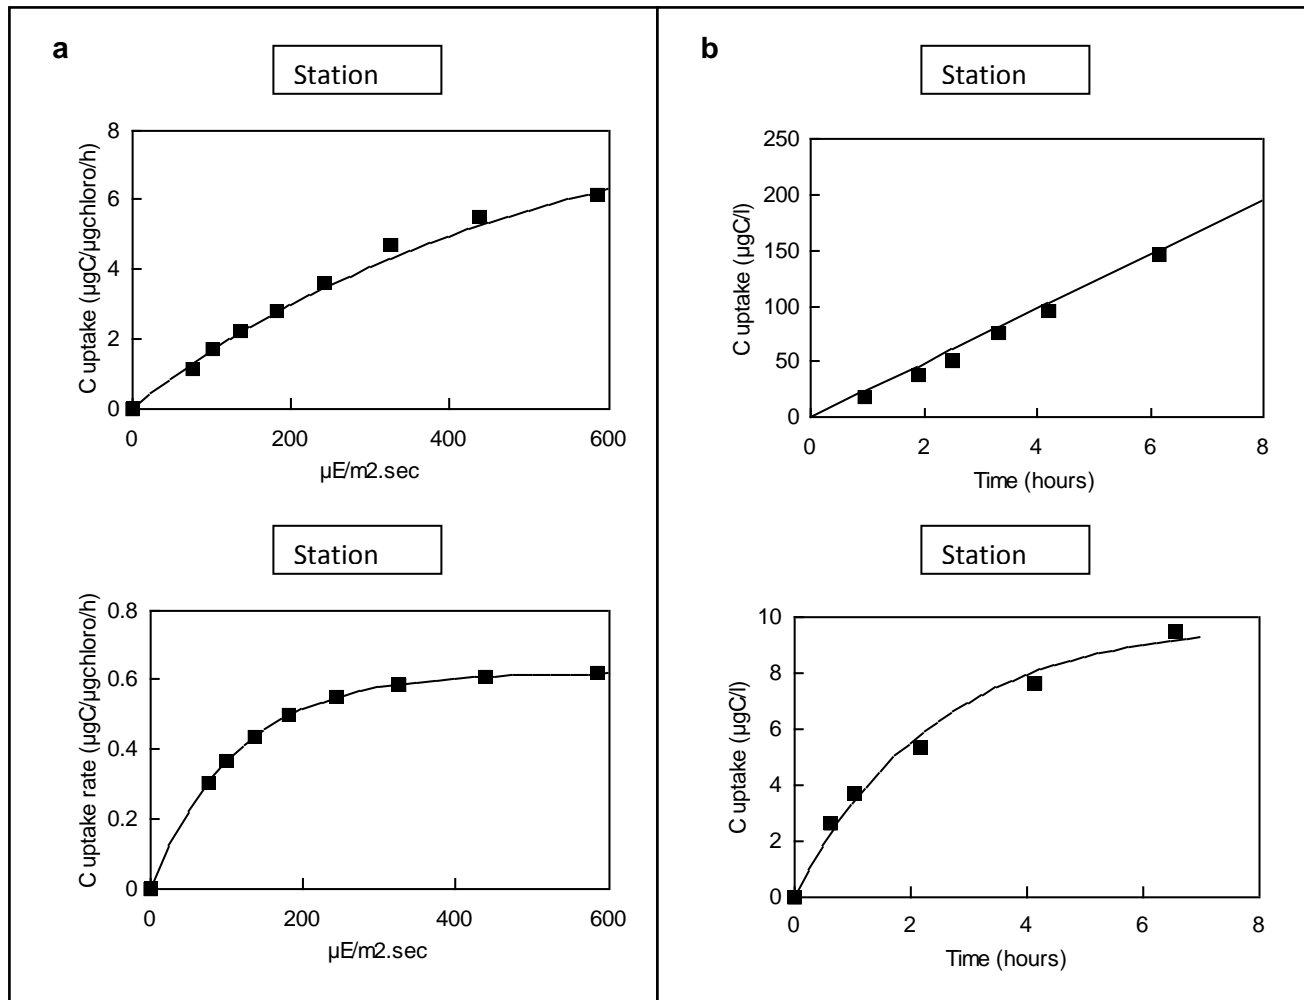 a
Station
8
6
4
2
0
C uptake (µgC/µgchloro/h)
0 200 400 600
µE/m2.sec
Station
0.8
0.6
0.4
0.2
0
C uptake rate (µgC/µgchloro/h)
0 200 400 600
µE/m2.sec
b
Station
250
200
150
100
50
0
C uptake (µgC/l)
0 2 4 6 8
Time (hours)
Station
10
8
6
4
2
0
C uptake (µgC/l)
0 2 4 6 8
Time (hours)